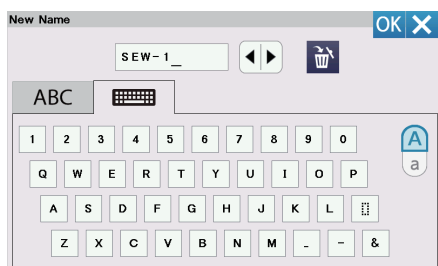 New Name
OK
SEW-1_
ABC
1 2 3 4 5 6 7 8 9 0
A
Q W E R T Y U I O P
a
A S D F G H J K L
Z X C V B N M _ - &